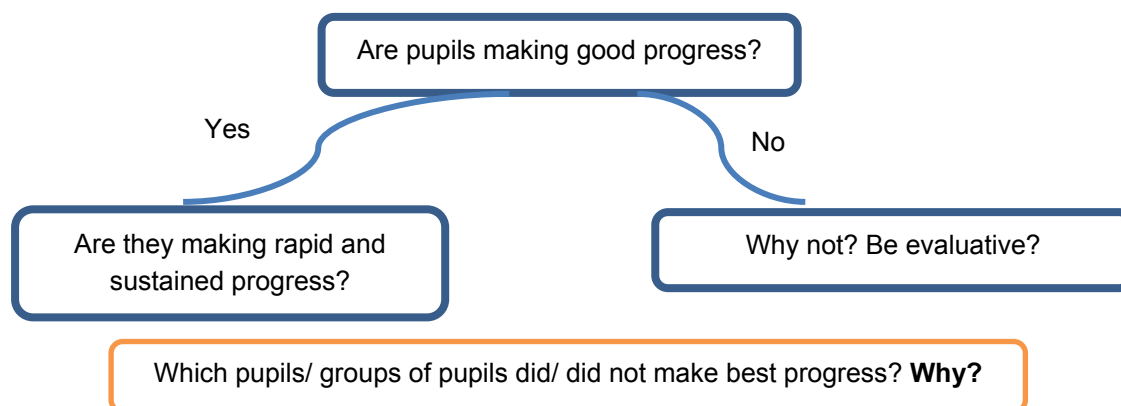 Are pupils making good progress?
Yes
No
Are they making rapid and
sustained progress?
Why not? Be evaluative?
Which pupils/ groups of pupils did/ did not make best progress? Why?